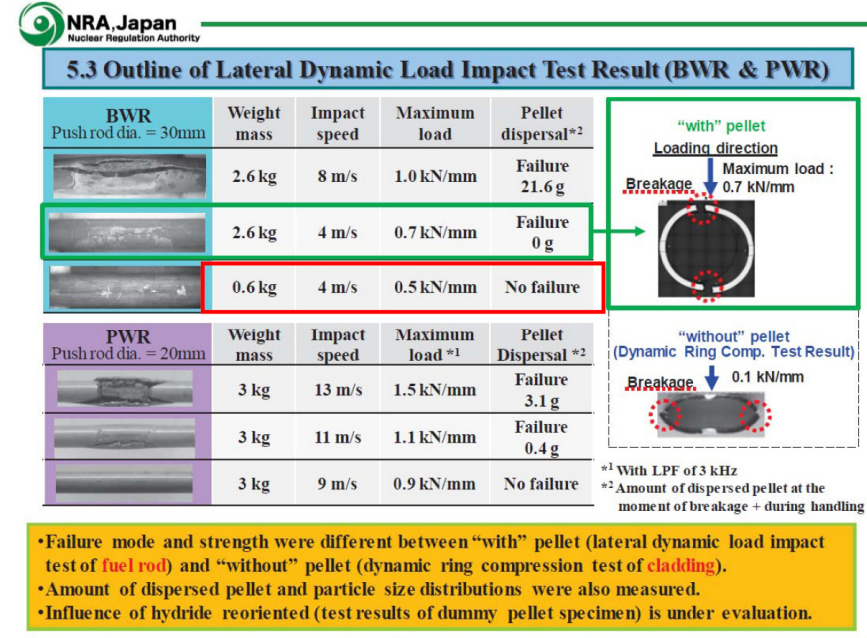 NRA, Japan
Nuclear Regulation Authority
5.3 Outline of Lateral Dynamic Load Impact Test Result (BWR & PWR)
BWR
Push rod dia. = 30mm
Weight mass
Impact speed
Maximum load
Pellet dispersal*2
2.6 kg 8 m/s 1.0 kN/mm Failure 21.6 g
2.6 kg 4 m/s 0.7 kN/mm Failure 0 g
0.6 kg 4 m/s 0.5 kN/mm No failure
PWR
Push rod dia. = 20mm
Weight mass
Impact speed
Maximum load *1
Pellet Dispersal *2
3 kg 13 m/s 1.5 kN/mm Failure 3.1 g
3 kg 11 m/s 1.1 kN/mm Failure 0.4 g
3 kg 9 m/s 0.9 kN/mm No failure
“with” pellet
Loading direction
Maximum load :
Breakage 0.7 kN/mm
“without” pellet
(Dynamic Ring Comp. Test Result)
Breakage 0.1 kN/mm
*1 With LPF of 3 kHz
*2 Amount of dispersed pellet at the
moment of breakage + during handling
•Failure mode and strength were different between “with” pellet (lateral dynamic load impact
test of fuel rod) and “without” pellet (dynamic ring compression test of cladding).
•Amount of dispersed pellet and particle size distributions were also measured.
•Influence of hydride reoriented (test results of dummy pellet specimen) is under evaluation.